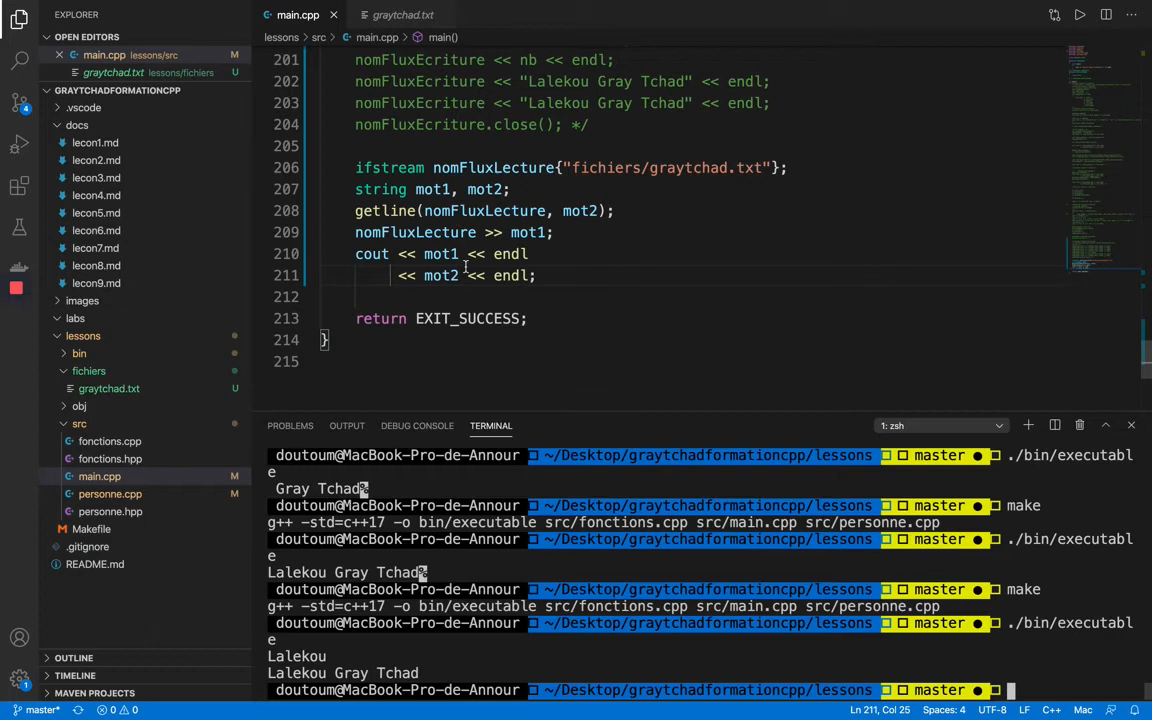 EXPLORER
OPEN EDITORS
main.cpp lessons/src M
graytchad.txt lessons/fichiers U
GRAYTCHADFORMATIONCPP
.vscode
docs
lecon1.md
lecon2.md
lecon3.md
lecon4.md
lecon5.md
lecon6.md
lecon7.md
lecon8.md
lecon9.md
images
labs
lessons
bin
fichiers
graytchad.txt U
obj
src
fonctions.cpp
fonctions.hpp
main.cpp M
personne.cpp M
personne.hpp
Makefile
.gitignore
README.md
OUTLINE
TIMELINE
MAVEN PROJECTS
4
1
main.cpp graytchad.txt
lessons > src > main.cpp > main()
201 nomFluxEcriture << nb << endl;
202 nomFluxEcriture << "Lalekou Gray Tchad" << endl;
203 nomFluxEcriture << "Lalekou Gray Tchad" << endl;
204 nomFluxEcriture.close(); */
205
206 ifstream nomFluxLecture{"fichiers/graytchad.txt"};
207 string mot1, mot2;
208 getline(nomFluxLecture, mot2);
209 nomFluxLecture >> mot1;
210 cout << mot1 << endl
211 << mot2 << endl;
212
213 return EXIT_SUCCESS;
214 }
215
PROBLEMS OUTPUT DEBUG CONSOLE TERMINAL 1: zsh
doutoum@MacBook-Pro-de-Annour ~/Desktop/graytchadformationcpp/lessons master ● ./bin/executabl
e
Gray Tchad%
doutoum@MacBook-Pro-de-Annour ~/Desktop/graytchadformationcpp/lessons master ● make
g++ -std=c++17 -o bin/executable src/fonctions.cpp src/main.cpp src/personne.cpp
doutoum@MacBook-Pro-de-Annour ~/Desktop/graytchadformationcpp/lessons master ● ./bin/executabl
e
Lalekou Gray Tchad%
doutoum@MacBook-Pro-de-Annour ~/Desktop/graytchadformationcpp/lessons master ● make
g++ -std=c++17 -o bin/executable src/fonctions.cpp src/main.cpp src/personne.cpp
doutoum@MacBook-Pro-de-Annour ~/Desktop/graytchadformationcpp/lessons master ● ./bin/executabl
e
Lalekou
Lalekou Gray Tchad
doutoum@MacBook-Pro-de-Annour ~/Desktop/graytchadformationcpp/lessons master ●
master* 0 0 Ln 211, Col 25 Spaces: 4 UTF-8 LF C++ Mac